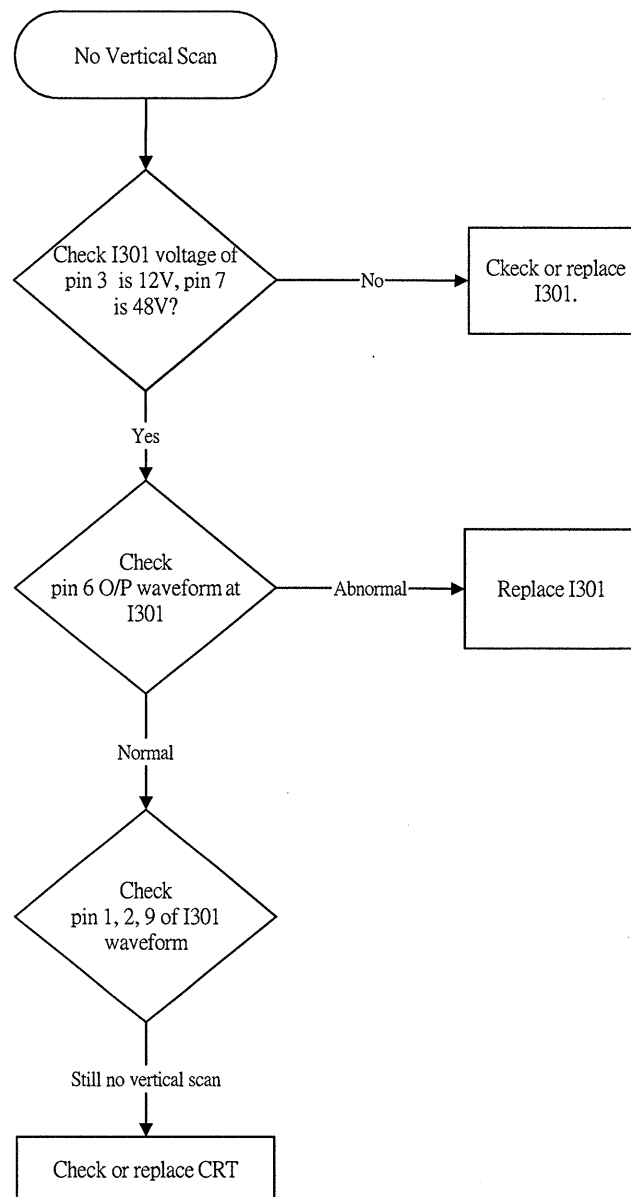 No Vertical Scan
Check I301 voltage of
pin 3 is 12V, pin 7
is 48V?
No
Ckeck or replace
I301.
Yes
Check
pin 6 O/P waveform at
I301
Abnormal
Replace I301
Normal
Check
pin 1, 2, 9 of I301
waveform
Still no vertical scan
Check or replace CRT